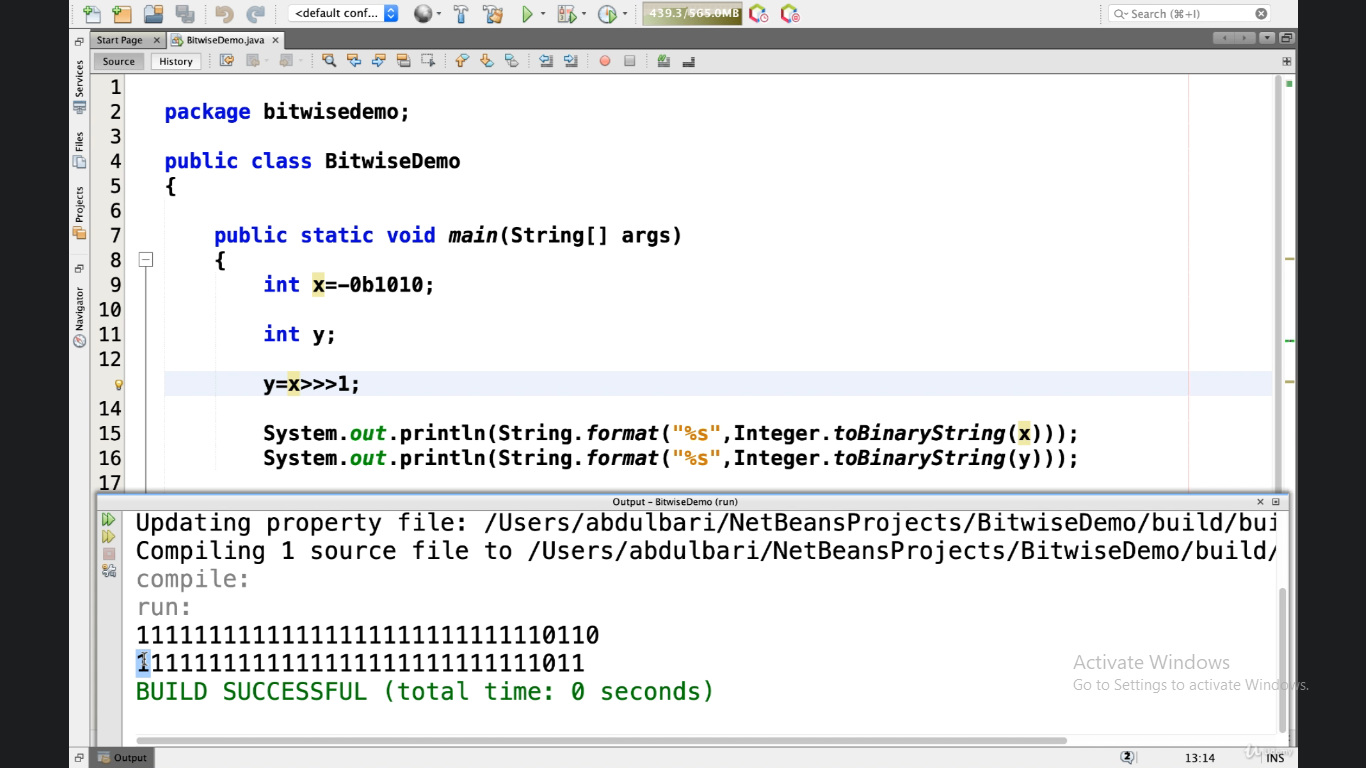 <default conf...
439.3/565.0MB
Search (⌘+I)
Start Page
BitwiseDemo.java
Source
History
Services
Files
Projects
Navigator
1
2 package bitwisedemo;
3
4 public class BitwiseDemo
5 {
6
7 public static void main(String[] args)
8 {
9 int x=-0b1010;
10
11 int y;
12
y=x>>>1;
14
15 System.out.println(String.format("%s",Integer.toBinaryString(x)));
16 System.out.println(String.format("%s",Integer.toBinaryString(y)));
17
Output - BitwiseDemo (run)
Updating property file: /Users/abdulbari/NetBeansProjects/BitwiseDemo/build/bui
Compiling 1 source file to /Users/abdulbari/NetBeansProjects/BitwiseDemo/build/
compile:
run:
11111111111111111111111111110110
1111111111111111111111111111011
BUILD SUCCESSFUL (total time: 0 seconds)
Activate Windows
Go to Settings to activate Windows.
Output
2
13:14
INS